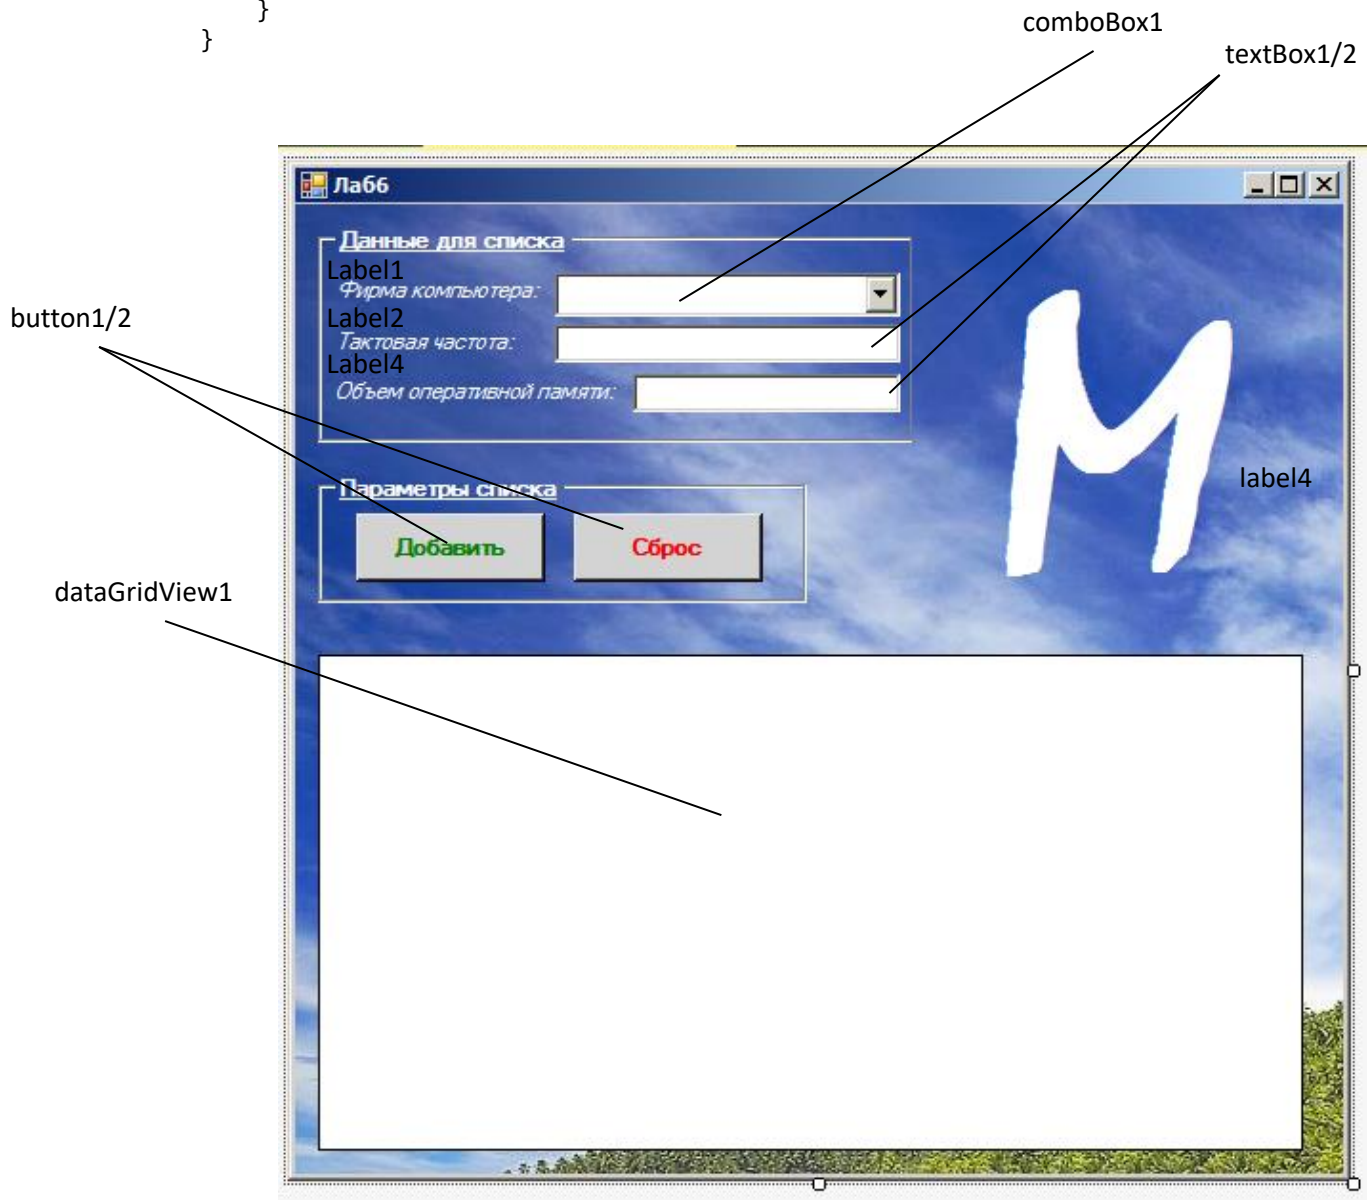 }
}
comboBox1
textBox1/2
Лаб6
Данные для списка
Label1
Фирма компьютера:
button1/2
Label2
Тактовая частота:
Label4
Объем оперативной памяти:
М
label4
Параметры списка
Добавить
Сброс
dataGridView1